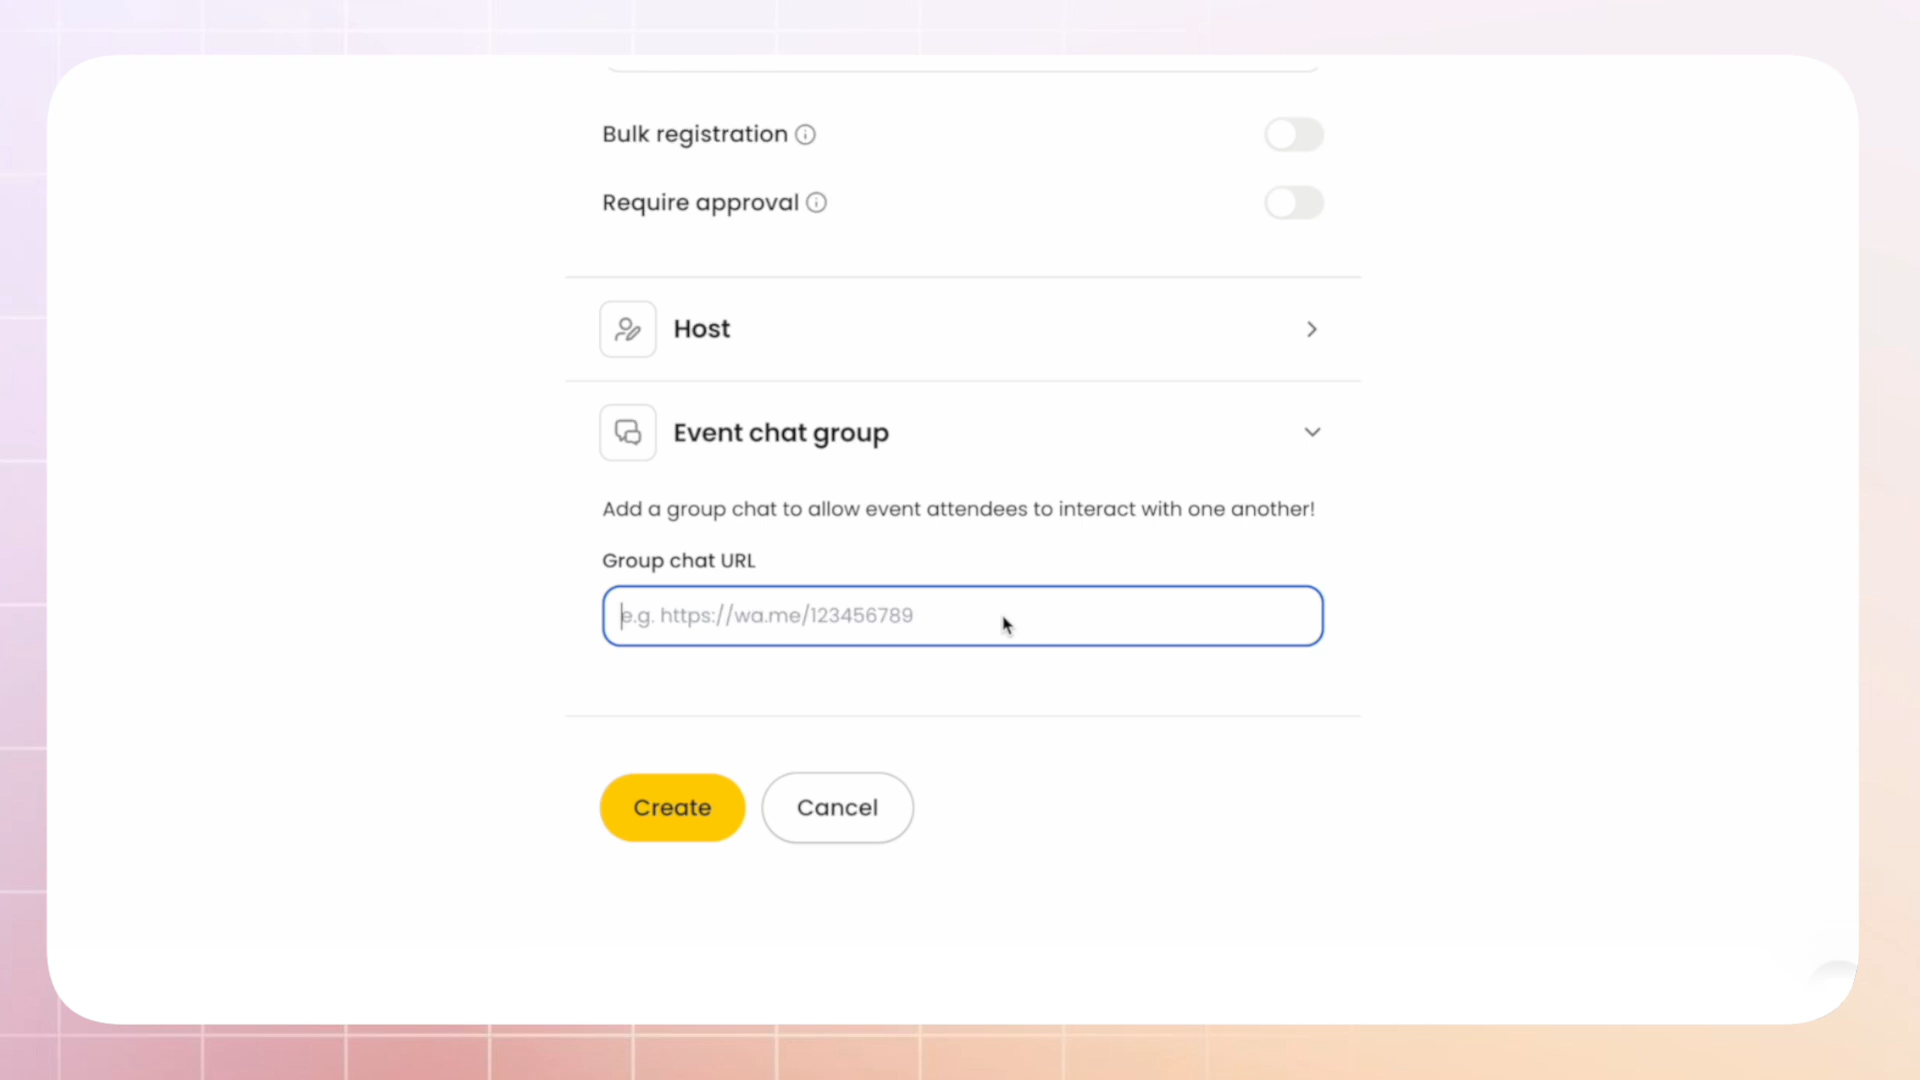 Bulk registration
Require approval
Host
Event chat group
Add a group chat to allow event attendees to interact with one another!
Group chat URL
e.g. https://wa.me/123456789
Create
Cancel